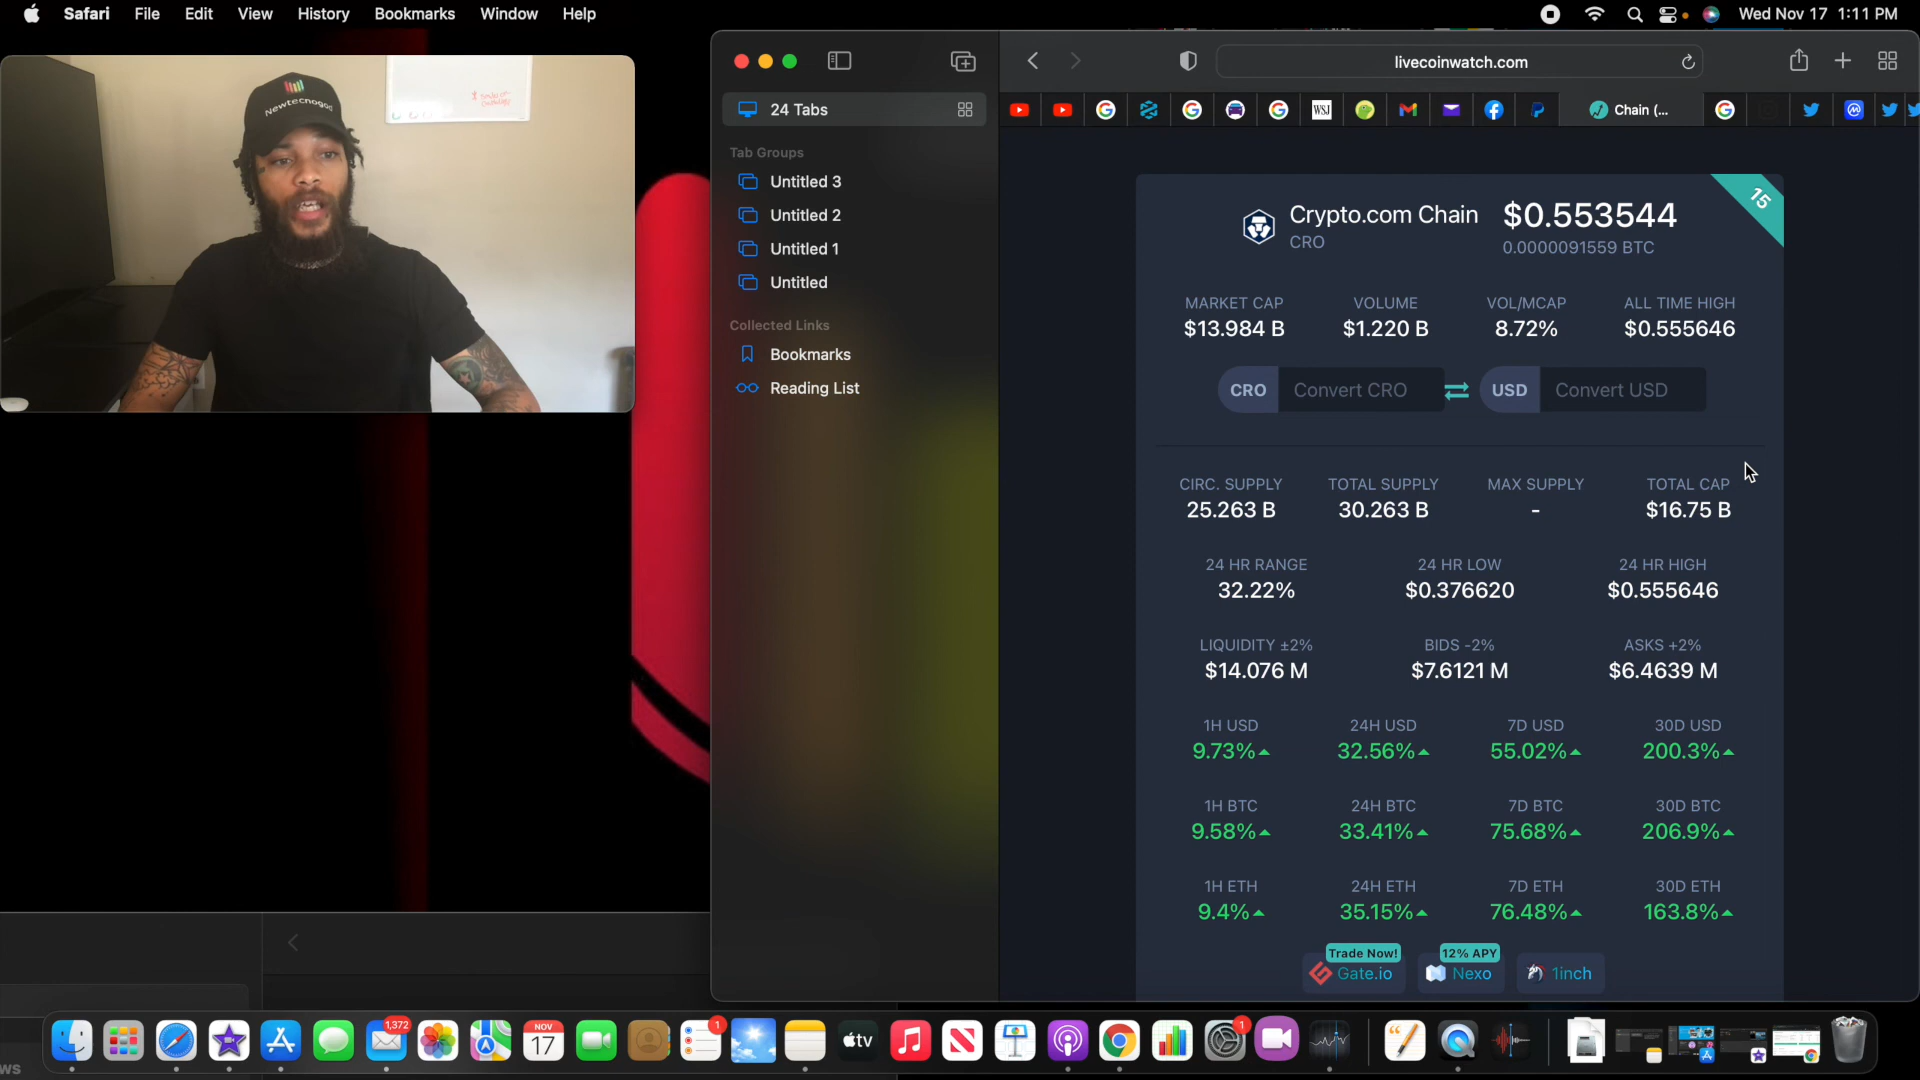 Safari File Edit View History Bookmarks Window Help
Wed Nov 17 1:11 PM
Newtecnogod
24 Tabs
Tab Groups
Untitled 3
Untitled 2
Untitled 1
Untitled
Collected Links
Bookmarks
Reading List
livecoinwatch.com
WSJ
Chain (...
15
Crypto.com Chain $0.553544
CRO 0.0000091559 BTC
MARKET CAP VOLUME VOL/MCAP ALL TIME HIGH
$13.984 B $1.220 B 8.72% $0.555646
CRO Convert CRO USD Convert USD
CIRC. SUPPLY TOTAL SUPPLY MAX SUPPLY TOTAL CAP
25.263 B 30.263 B - $16.75 B
24 HR RANGE 24 HR LOW 24 HR HIGH
32.22% $0.376620 $0.555646
LIQUIDITY ±2% BIDS -2% ASKS +2%
$14.076 M $7.6121 M $6.4639 M
1H USD 24H USD 7D USD 30D USD
9.73% 32.56% 55.02% 200.3%
1H BTC 24H BTC 7D BTC 30D BTC
9.58% 33.41% 75.68% 206.9%
1H ETH 24H ETH 7D ETH 30D ETH
9.4% 35.15% 76.48% 163.8%
Trade Now! 12% APY
Gate.io Nexo 1inch
1,372
NOV
17
1
tv
1
ws